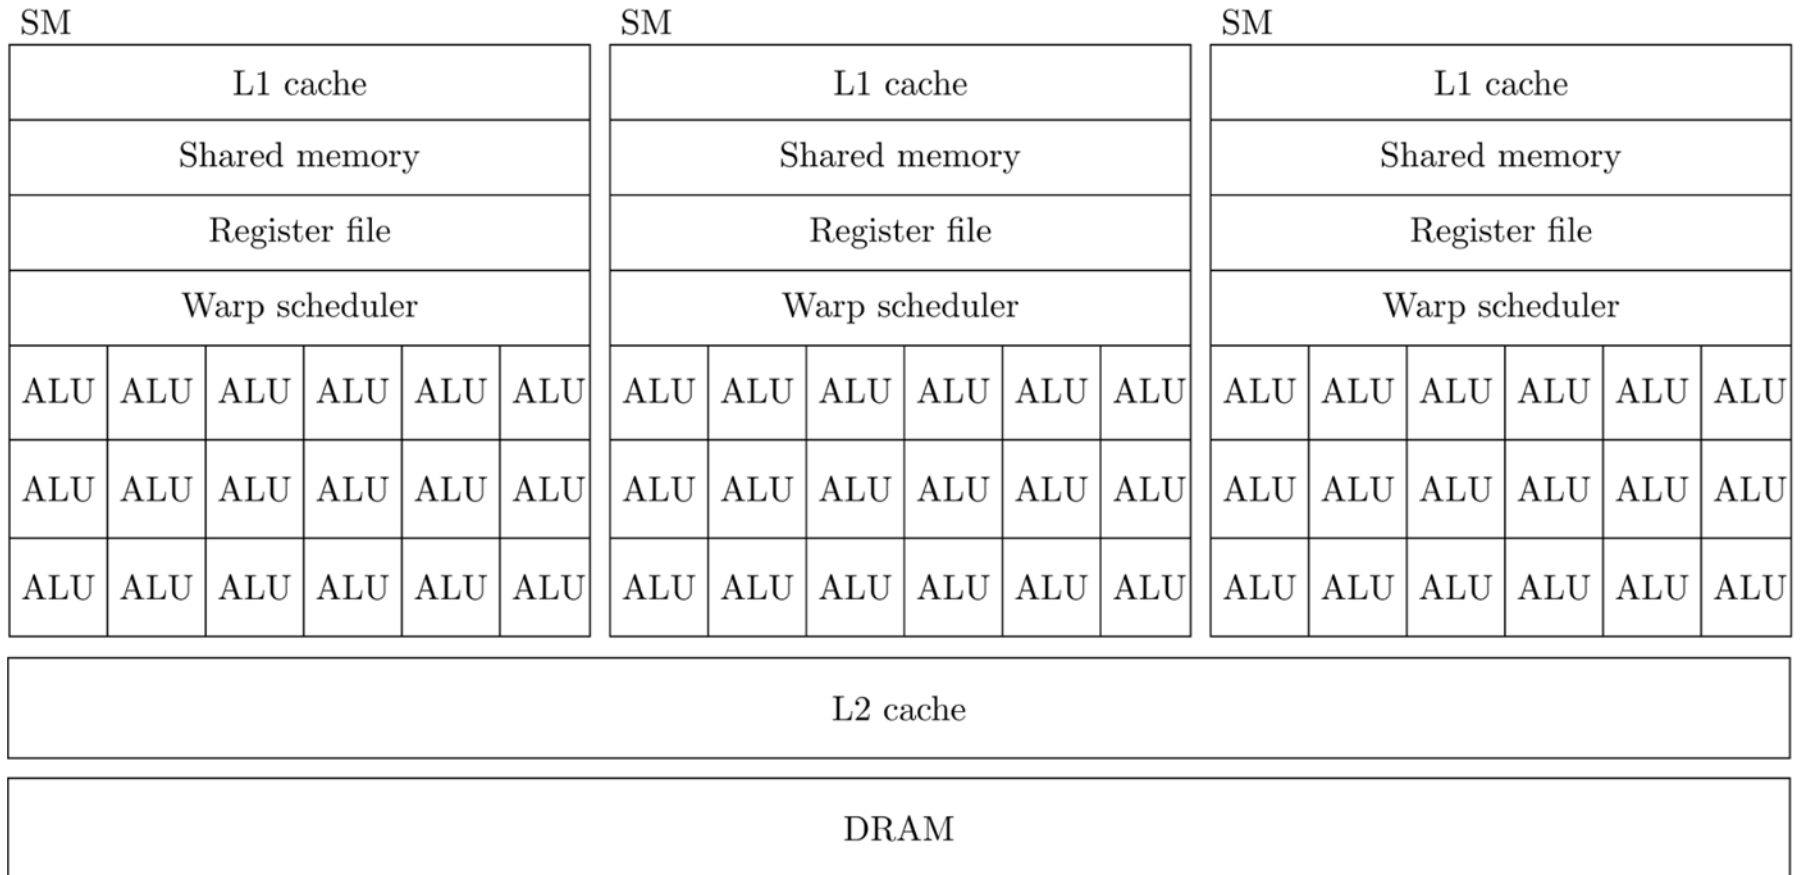 SM SM SM
L1 cache L1 cache L1 cache
Shared memory Shared memory Shared memory
Register file Register file Register file
Warp scheduler Warp scheduler Warp scheduler
ALU ALU ALU ALU ALU ALU ALU ALU ALU ALU ALU ALU ALU ALU ALU ALU ALU ALU
ALU ALU ALU ALU ALU ALU ALU ALU ALU ALU ALU ALU ALU ALU ALU ALU ALU ALU
ALU ALU ALU ALU ALU ALU ALU ALU ALU ALU ALU ALU ALU ALU ALU ALU ALU ALU
L2 cache
DRAM